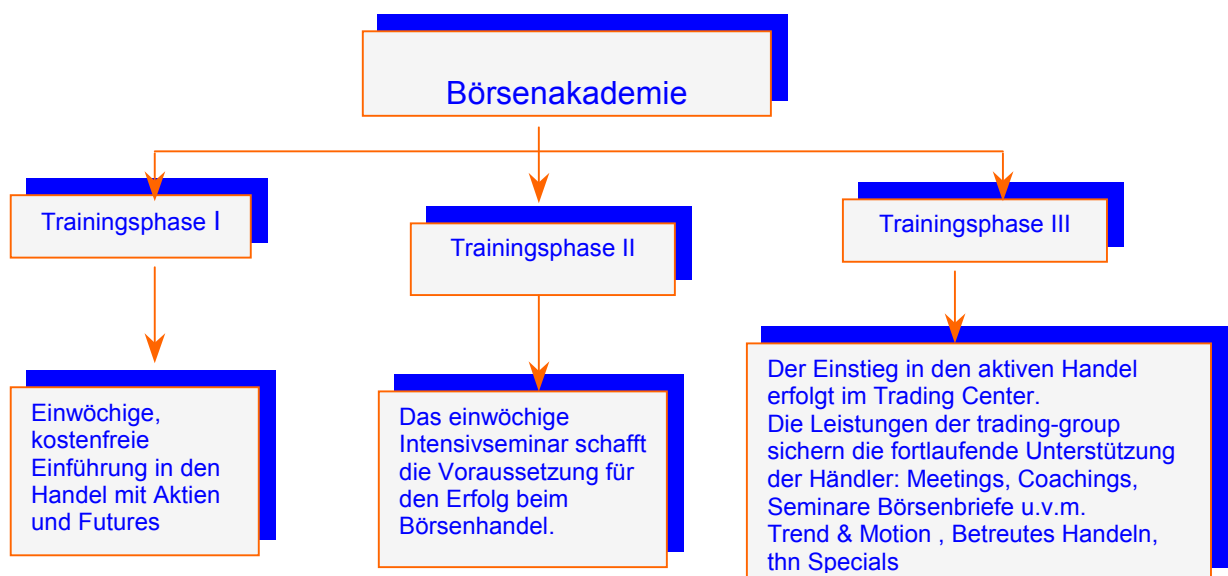 Börsenakademie
Trainingsphase I
Trainingsphase II
Trainingsphase III
Einwöchige,
kostenfreie
Einführung in den
Handel mit Aktien
und Futures
Das einwöchige
Intensivseminar schafft
die Voraussetzung für
den Erfolg beim
Börsenhandel.
Der Einstieg in den aktiven Handel
erfolgt im Trading Center.
Die Leistungen der trading-group
sichern die fortlaufende Unterstützung
der Händler: Meetings, Coachings,
Seminare Börsenbriefe u.v.m.
Trend & Motion , Betreutes Handeln,
thn Specials